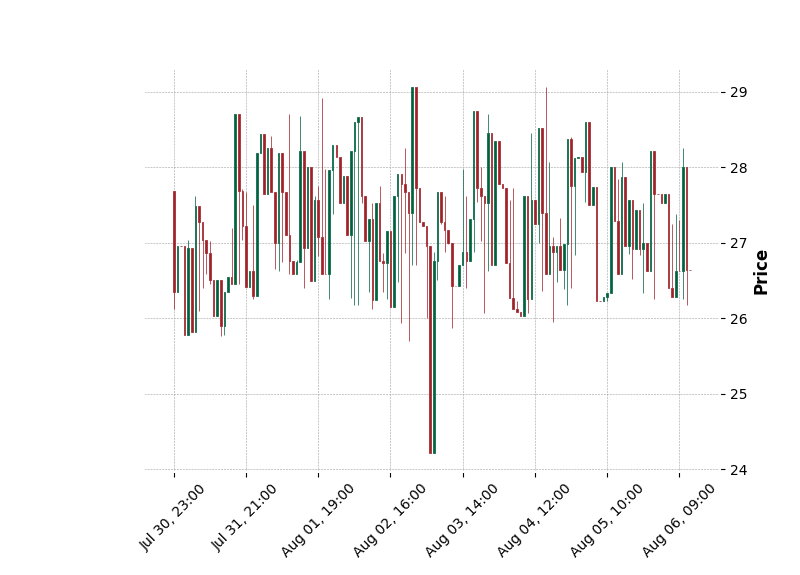 29
28
27
26
25
24
Price
Jul 30, 23:00
Jul 31, 21:00
Aug 01, 19:00
Aug 02, 16:00
Aug 03, 14:00
Aug 04, 12:00
Aug 05, 10:00
Aug 06, 09:00